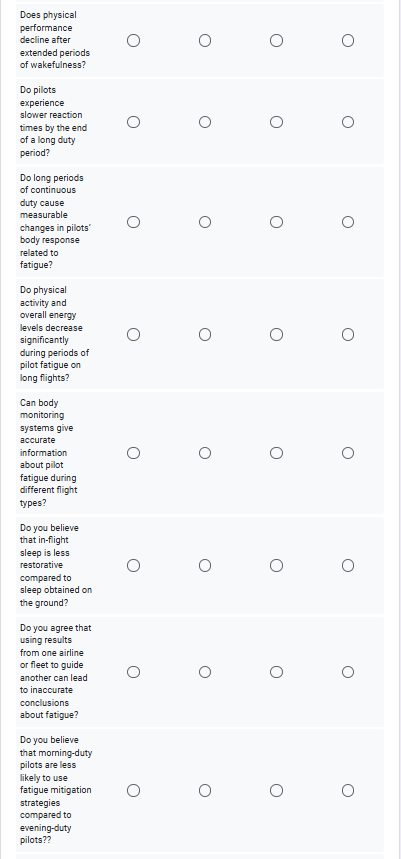 Does physical
performance
decline after
extended periods
of wakefulness?
Do pilots
experience
slower reaction
times by the end
of a long duty
period?
Do long periods
of continuous
duty cause
measurable
changes in pilots'
body response
related to
fatigue?
Do physical
activity and
overall energy
levels decrease
significantly
during periods of
pilot fatigue on
long flights?
Can body
monitoring
systems give
accurate
information
about pilot
fatigue during
different flight
types?
Do you believe
that in-flight
sleep is less
restorative
compared to
sleep obtained on
the ground?
Do you agree that
using results
from one airline
or fleet to guide
another can lead
to inaccurate
conclusions
about fatigue?
Do you believe
that morning-duty
pilots are less
likely to use
fatigue mitigation
strategies
compared to
evening-duty
pilots??